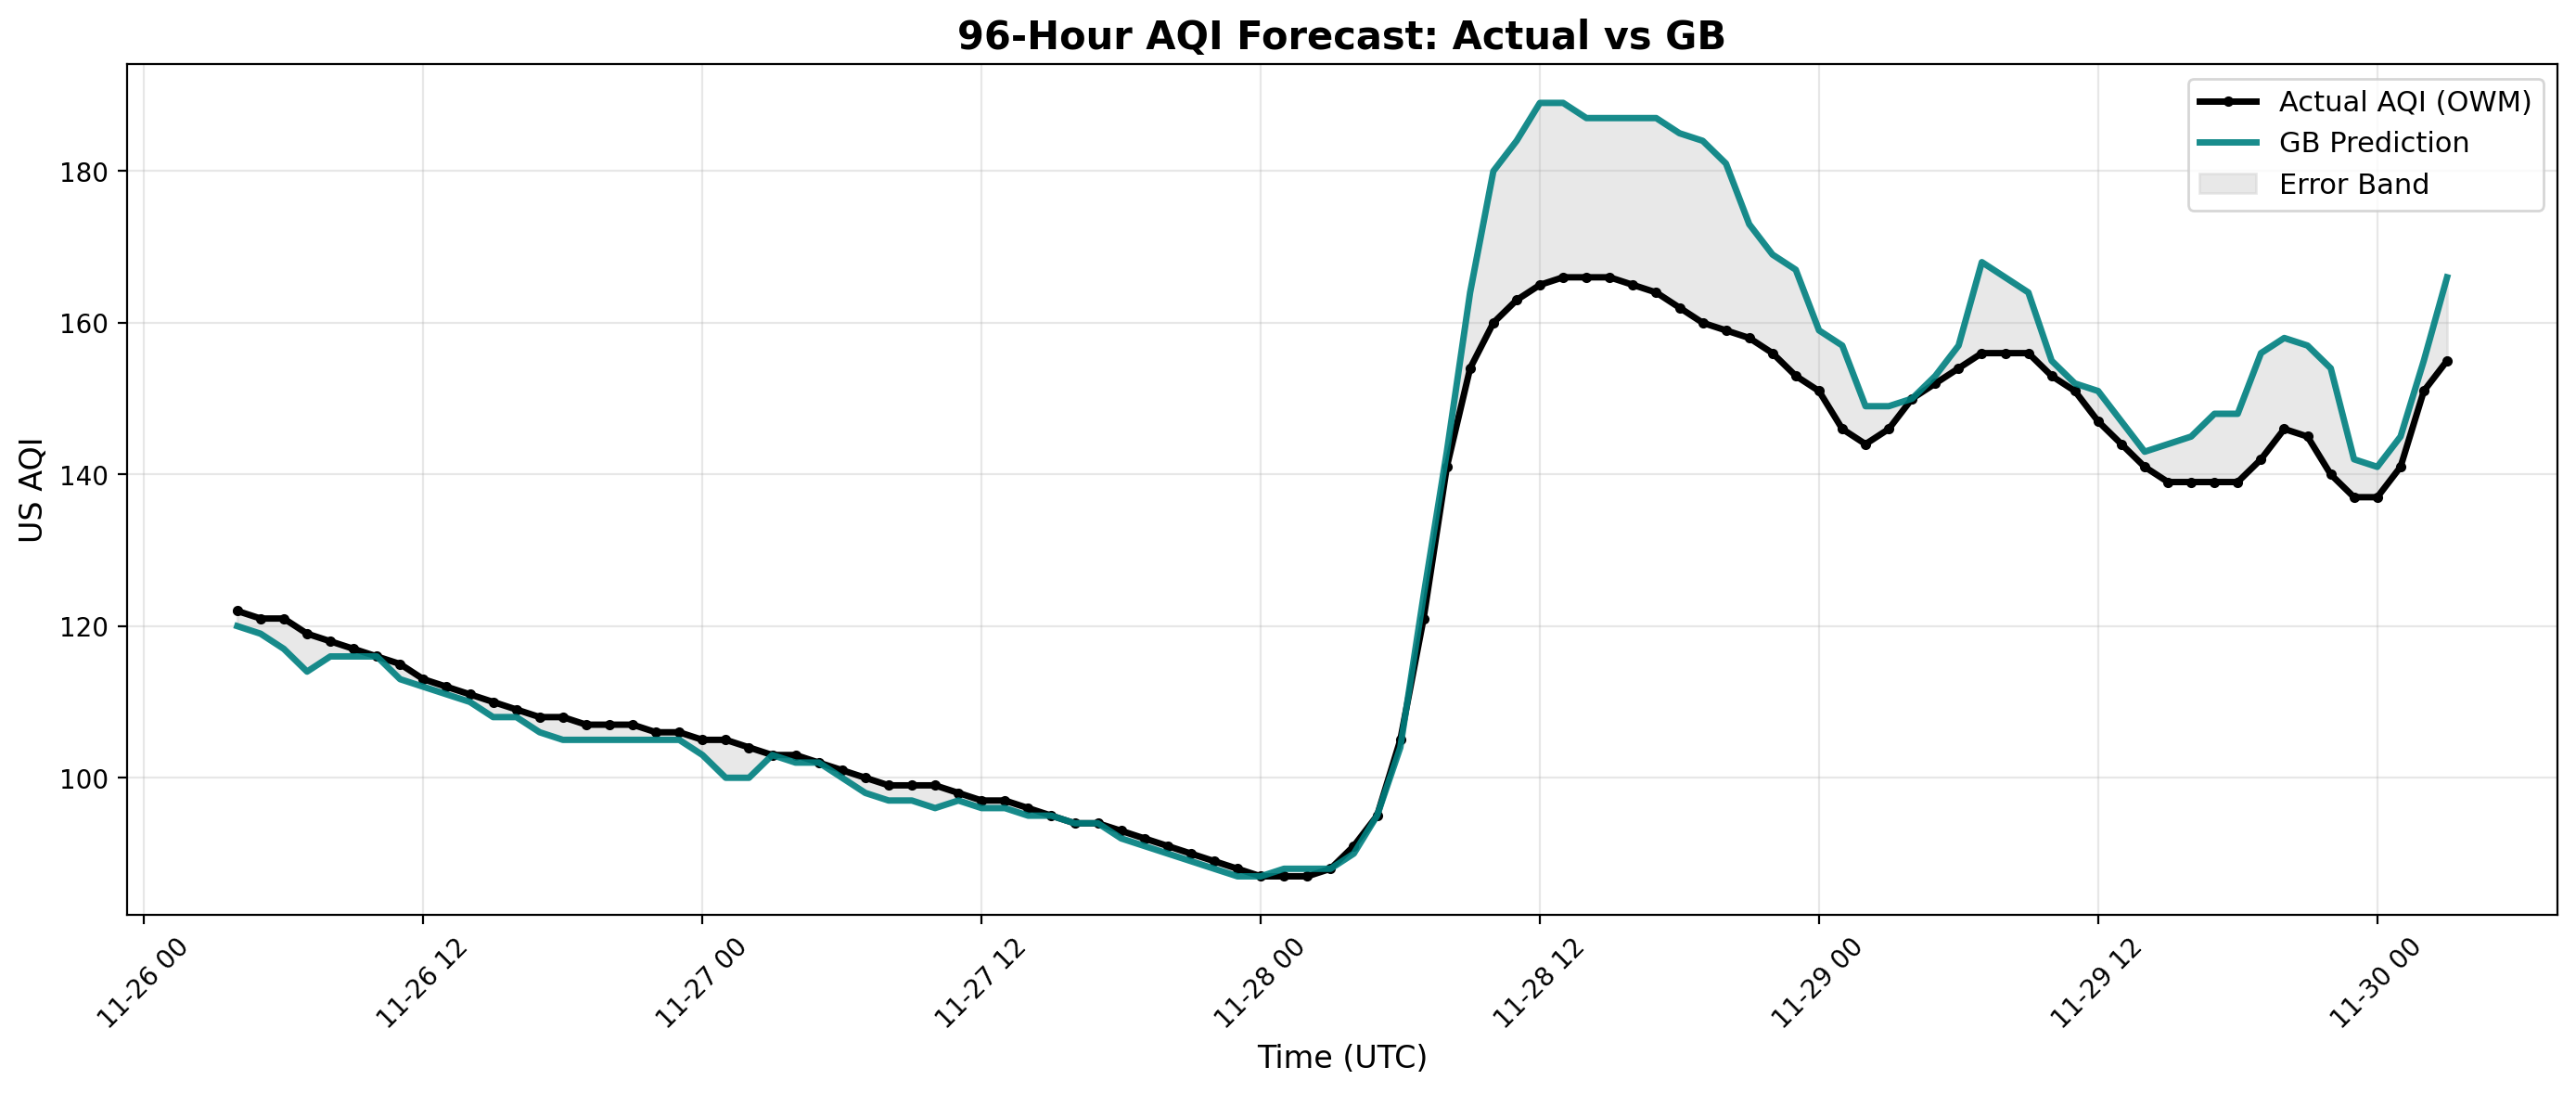 96-Hour AQI Forecast: Actual vs GB
Actual AQI (OWM)
GB Prediction
Error Band
US AQI
180
160
140
120
100
11-26 00
11-26 12
11-27 00
11-27 12
11-28 00
11-28 12
11-29 00
11-29 12
11-30 00
Time (UTC)